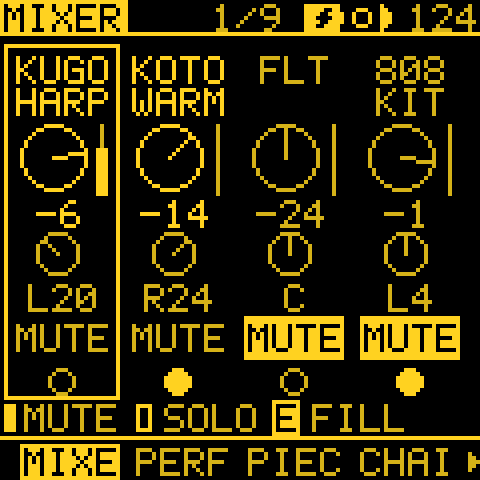 MIXER 1/9 124
KUGO KOTO FLT 808
HARP WARM KIT
-6 -14 -24 -1
L20 R24 C L4
MUTE MUTE MUTE MUTE
MUTE SOLO E FILL
MIXE PERF PIEC CHAI